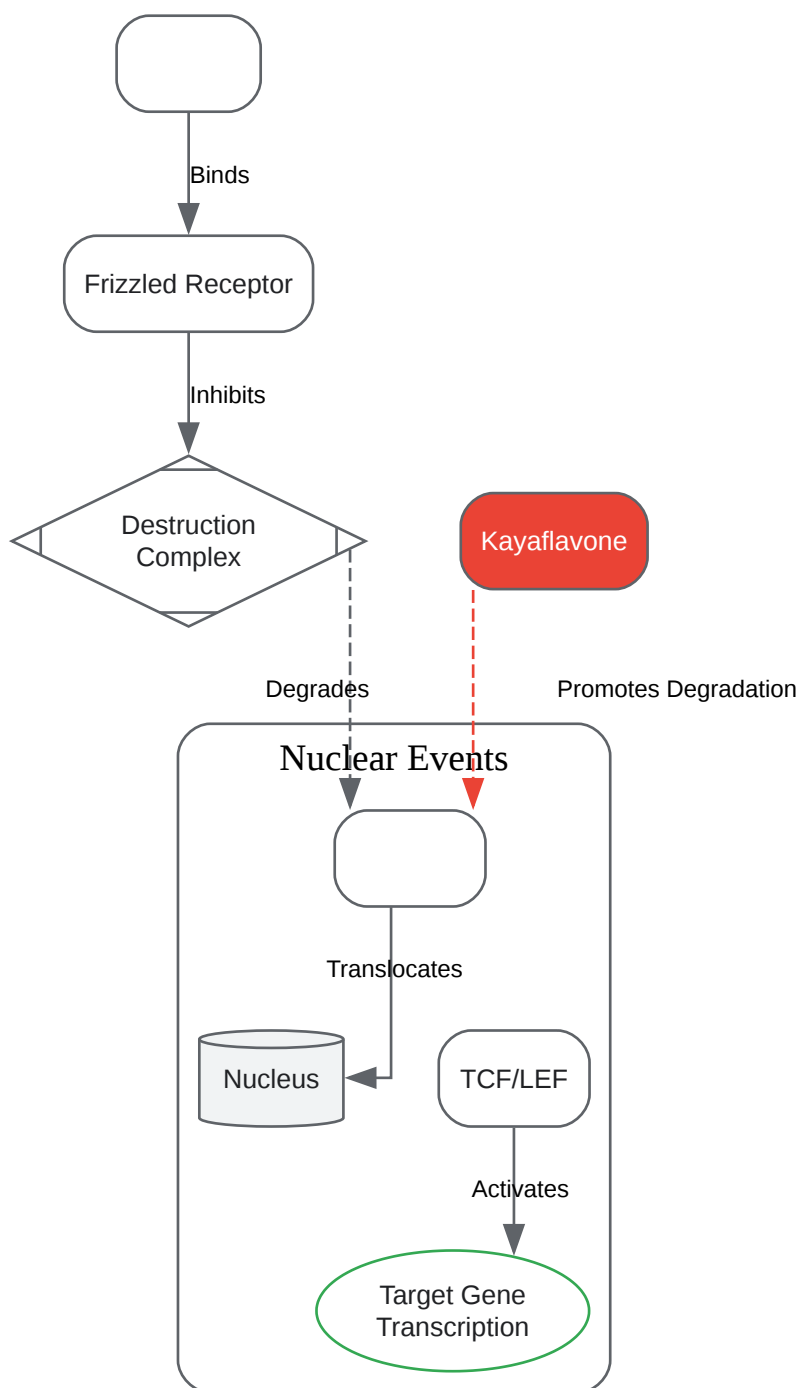 Binds
Frizzled Receptor
Inhibits
Destruction
Complex
Kayaflavone
Degrades
Promotes Degradation
Nuclear Events
Translocates
Nucleus
TCF/LEF
Activates
Target Gene
Transcription